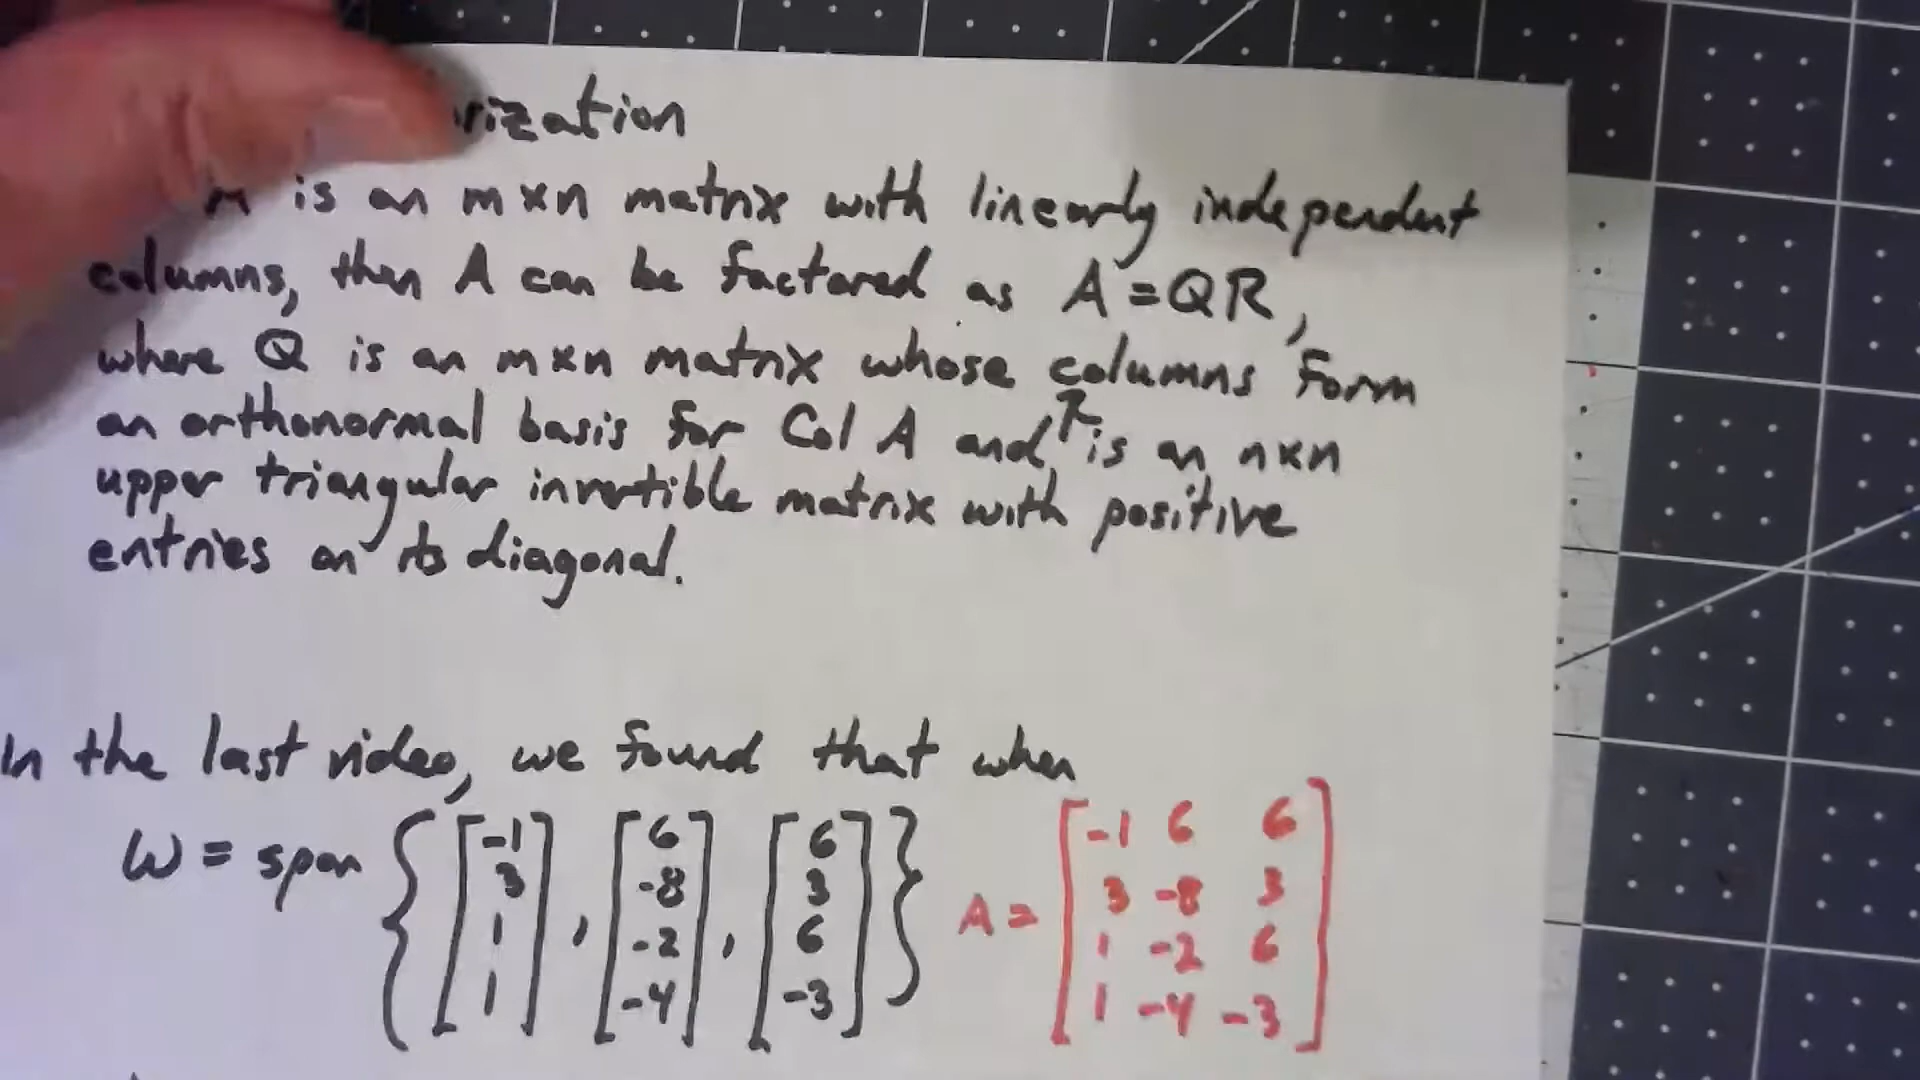 is an m×n matrix with linearly independent
columns, then A can be factored as A = QR,
where Q is an m×n matrix whose columns form
an orthonormal basis for Col A and R is an n×n
upper triangular invertible matrix with positive
entries on its diagonal.
In the last video, we found that when
W = span { [-1 3 1 1], [6 -8 -2 -4], [6 3 6 -3] }
A = [-1 6 6
3 -8 3
1 -2 6
1 -4 -3]